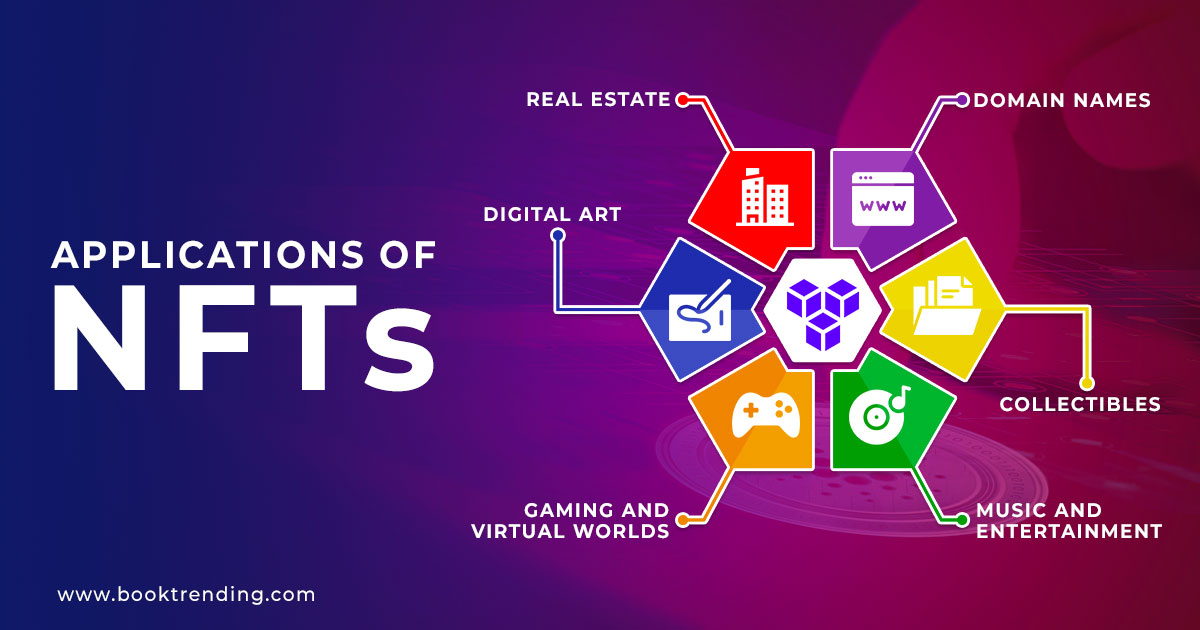 APPLICATIONS OF
NFTs
REAL ESTATE
DOMAIN NAMES
www
DIGITAL ART
COLLECTIBLES
GAMING AND
VIRTUAL WORLDS
MUSIC AND
ENTERTAINMENT
www.booktrending.com